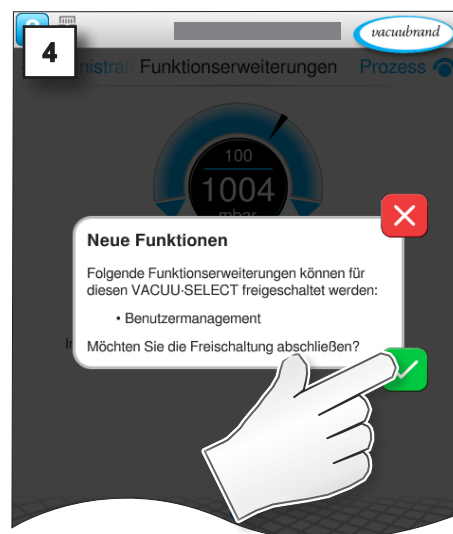 vacuubrand
4
Funktionserweiterungen Prozess
100
1004
mbar
Neue Funktionen
Folgende Funktionserweiterungen können für
diesen VACUU·SELECT freigeschaltet werden:
• Benutzermanagement
Möchten Sie die Freischaltung abschließen?